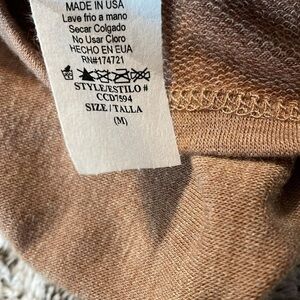 MADE IN USA
Lave frio a mano
Secar Colgado
No Usar Cloro
HECHO EN EUA
RN#174721
STYLE/ESTILO #
CCD7594
SIZE / TALLA
(M)